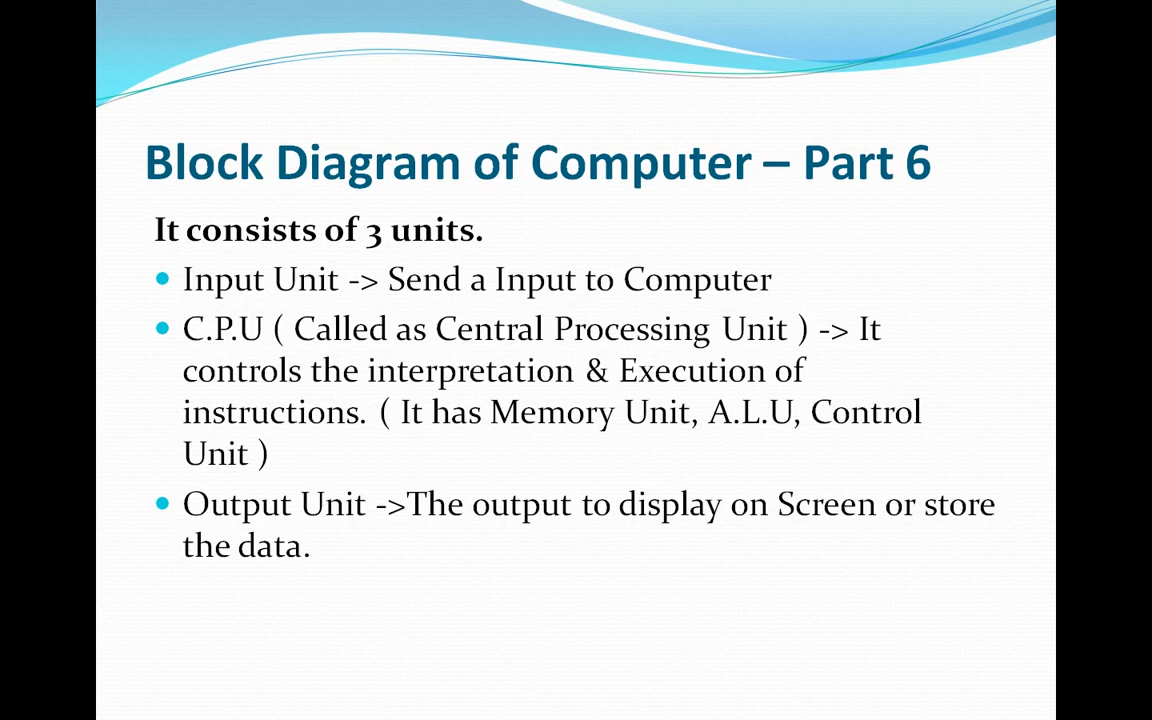 Block Diagram of Computer – Part 6
It consists of 3 units.
• Input Unit -> Send a Input to Computer
• C.P.U ( Called as Central Processing Unit ) -> It
controls the interpretation & Execution of
instructions. ( It has Memory Unit, A.L.U, Control
Unit )
• Output Unit ->The output to display on Screen or store
the data.